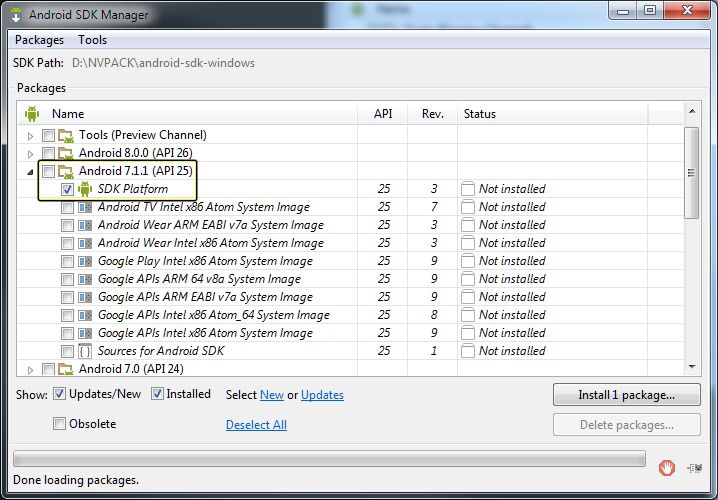 Android SDK Manager
Packages Tools
SDK Path: D:\NVPACK\android-sdk-windows
Packages
Name API Rev. Status
Tools (Preview Channel)
Android 8.0.0 (API 26)
Android 7.1.1 (API 25)
SDK Platform 25 3 Not installed
Android TV Intel x86 Atom System Image 25 7 Not installed
Android Wear ARM EABI v7a System Image 25 3 Not installed
Android Wear Intel x86 Atom System Image 25 3 Not installed
Google Play Intel x86 Atom System Image 25 9 Not installed
Google APIs ARM 64 v8a System Image 25 9 Not installed
Google APIs ARM EABI v7a System Image 25 9 Not installed
Google APIs Intel x86 Atom_64 System Image 25 8 Not installed
Google APIs Intel x86 Atom System Image 25 9 Not installed
Sources for Android SDK 25 1 Not installed
Android 7.0 (API 24)
Show: Updates/New Installed Select New or Updates Install 1 package...
Obsolete Deselect All Delete packages...
Done loading packages.